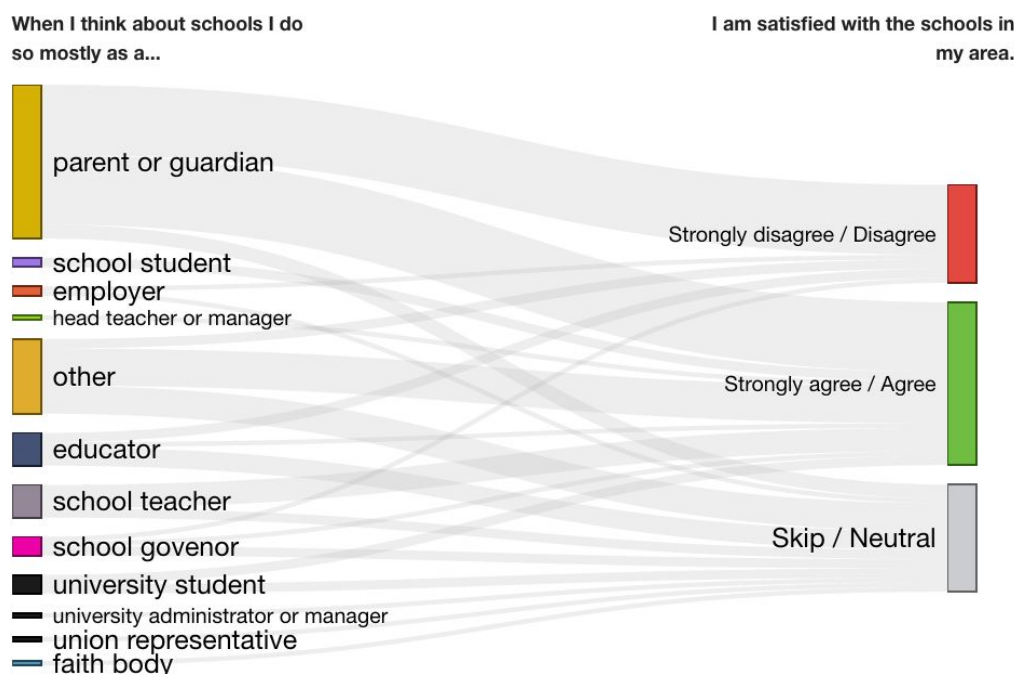 When I think about schools I do
so mostly as a...
I am satisfied with the schools in
my area.
parent or guardian
school student
employer
head teacher or manager
other
educator
school teacher
school govenor
university student
university administrator or manager
union representative
faith body
Strongly disagree / Disagree
Strongly agree / Agree
Skip / Neutral